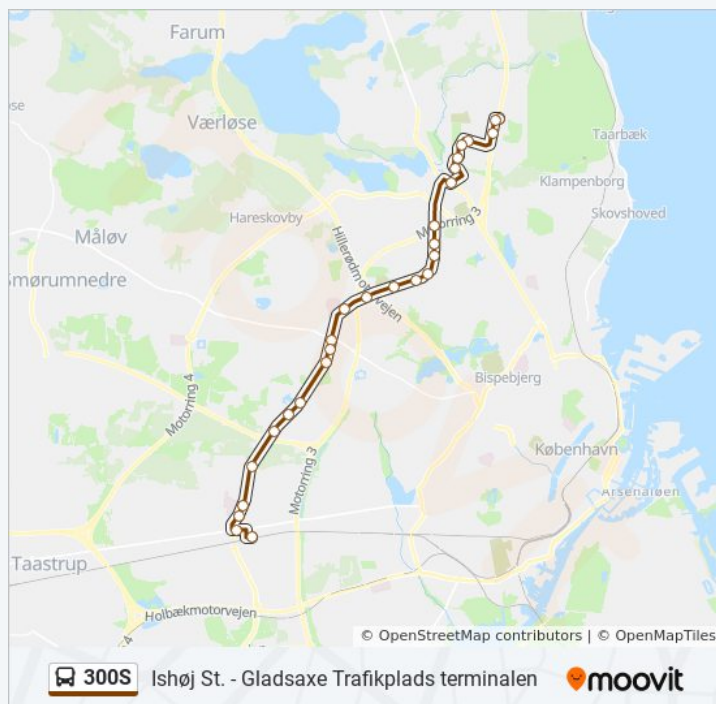 Farum
Værløse
Taarbæk
Klampenborg
Skovshoved
Hareskovby
Motorring 3
Måløv
Hillerødmotorvejen
Smørumnedre
Motorring 4
Bispebjerg
København
Motorring 3
Taastrup
Holbækmotorvejen
© OpenStreetMap contributors | © OpenMapTiles
300S Ishøj St. - Gladsaxe Trafikplads terminalen moovit